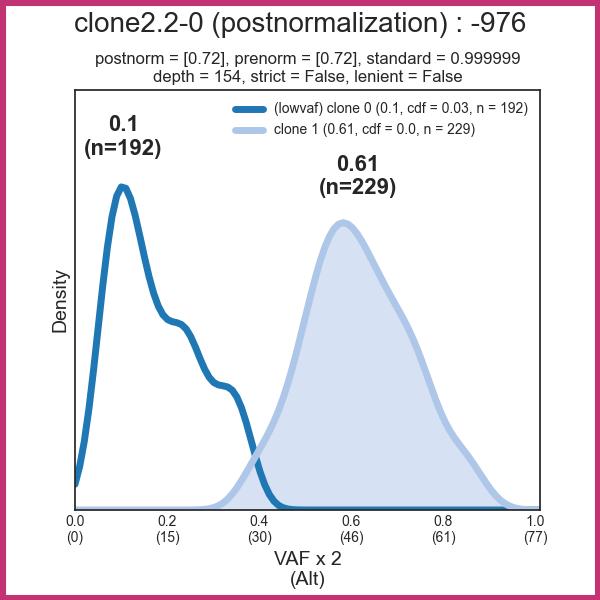 clone2.2-0 (postnormalization) : -976
postnorm = [0.72], prenorm = [0.72], standard = 0.999999
depth = 154, strict = False, lenient = False
(lowvaf) clone 0 (0.1, cdf = 0.03, n = 192)
clone 1 (0.61, cdf = 0.0, n = 229)
0.1
(n=192)
0.61
(n=229)
Density
0.0 0.2 0.4 0.6 0.8 1.0
(0) (15) (30) (46) (61) (77)
VAF x 2
(Alt)